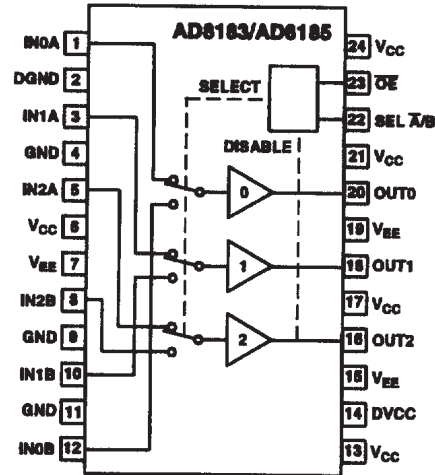 AD8183/AD8185
IN0A 1
DGND 2
IN1A 3
GND 4
IN2A 5
VCC 6
VEE 7
IN2B 8
GND 9
IN1B 10
GND 11
IN0B 12
SELECT
DISABLE
0
1
2
24 VCC
23 OE
22 SEL A/B
21 VCC
20 OUT0
19 VEE
18 OUT1
17 VCC
16 OUT2
15 VEE
14 DVCC
13 VCC